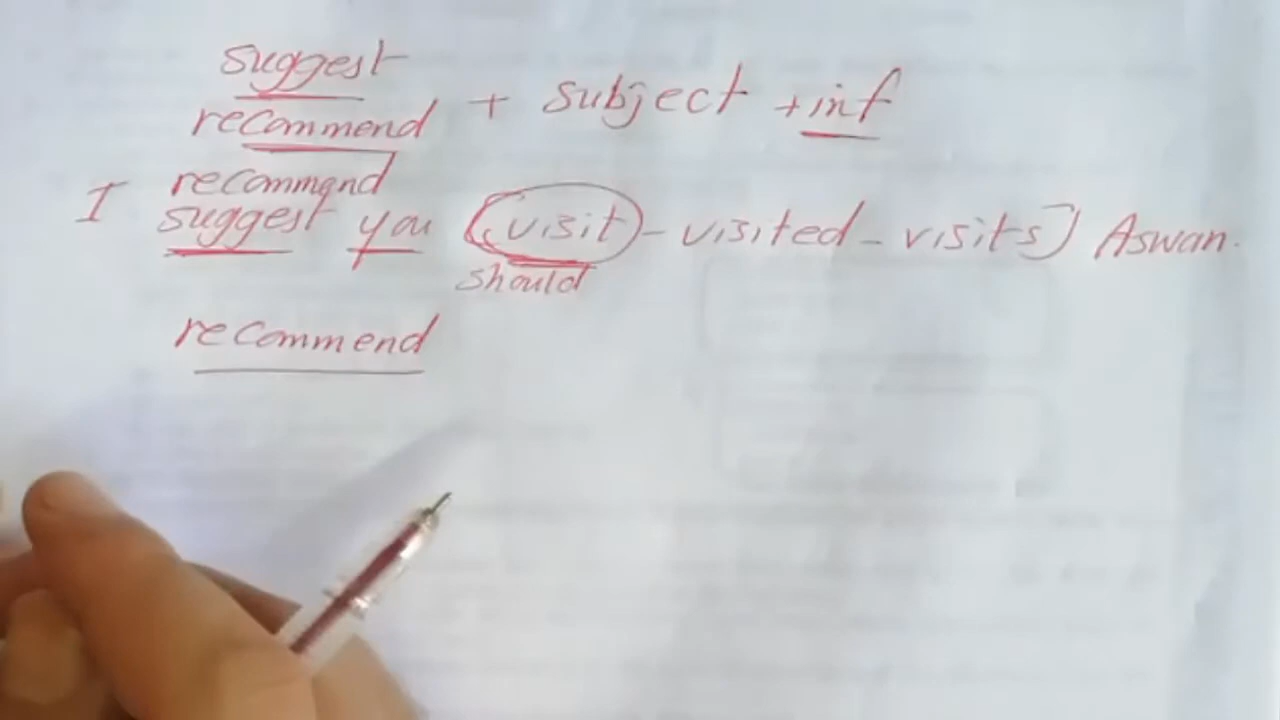 suggest
recommend + subject + inf
recommend
I suggest you (visit - visited - visits) Aswan.
should
recommend